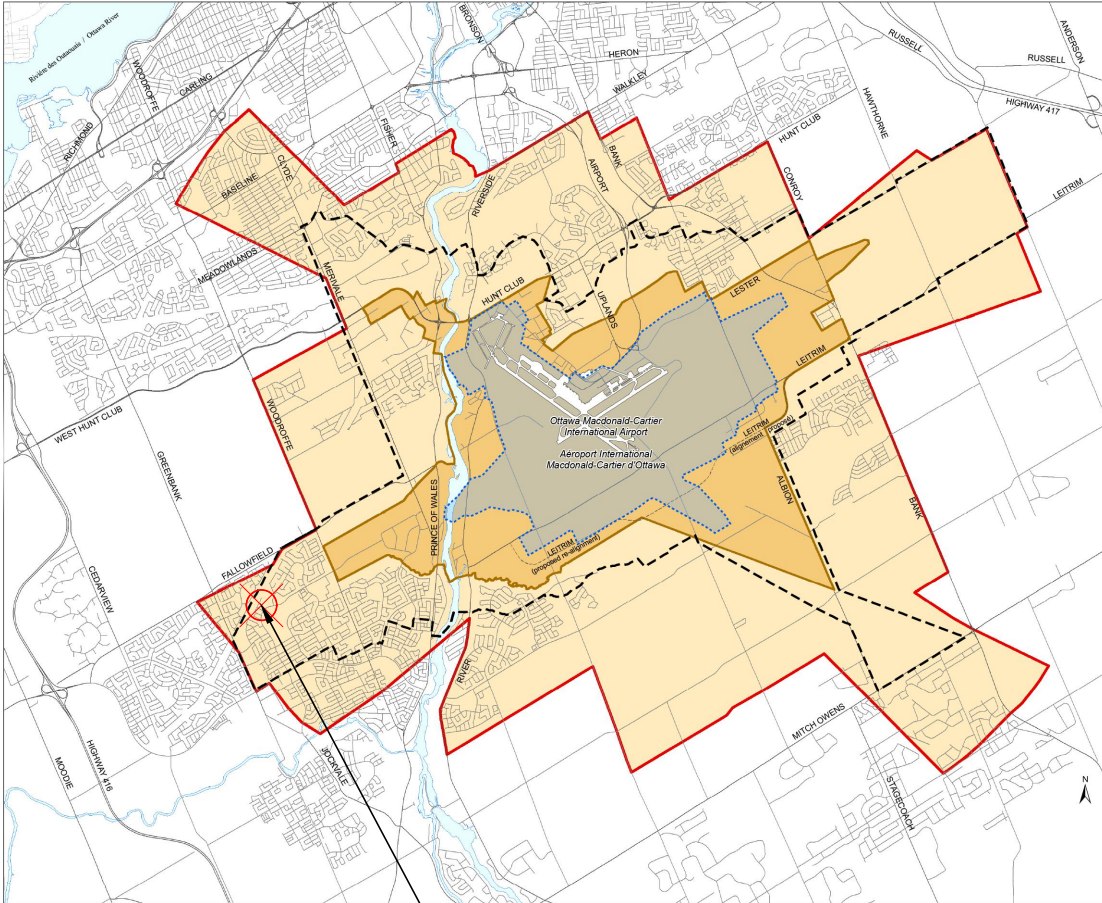 Rivière des Outaouais / Ottawa River
WOODROFFE
CARLING
RICHMOND
BRONSON
HERON
WALKLEY
FISHER
RUSSELL
ANDERSON
RUSSELL
HIGHWAY 417
HAWTHORNE
HUNT CLUB
BANK
AIRPORT
CONROY
LEITRIM
CLYDE
BASELINE
RIVERSIDE
MEADOWLANDS
MERIVALE
HUNT CLUB
UPLANDS
LESTER
LEITRIM
WOODROFFE
WEST HUNT CLUB
GREENBANK
Ottawa Macdonald-Cartier
International Airport
Aéroport International
Macdonald-Cartier d'Ottawa
LEITRIM
(alignement proposé)
ALBION
BANK
PRINCE OF WALES
LEITRIM
(proposed re-alignment)
FALLOWFIELD
CEDARVIEW
RIVER
MITCH OWENS
JOCKVALE
HIGHWAY 416
MOODIE
STAGECOACH
N